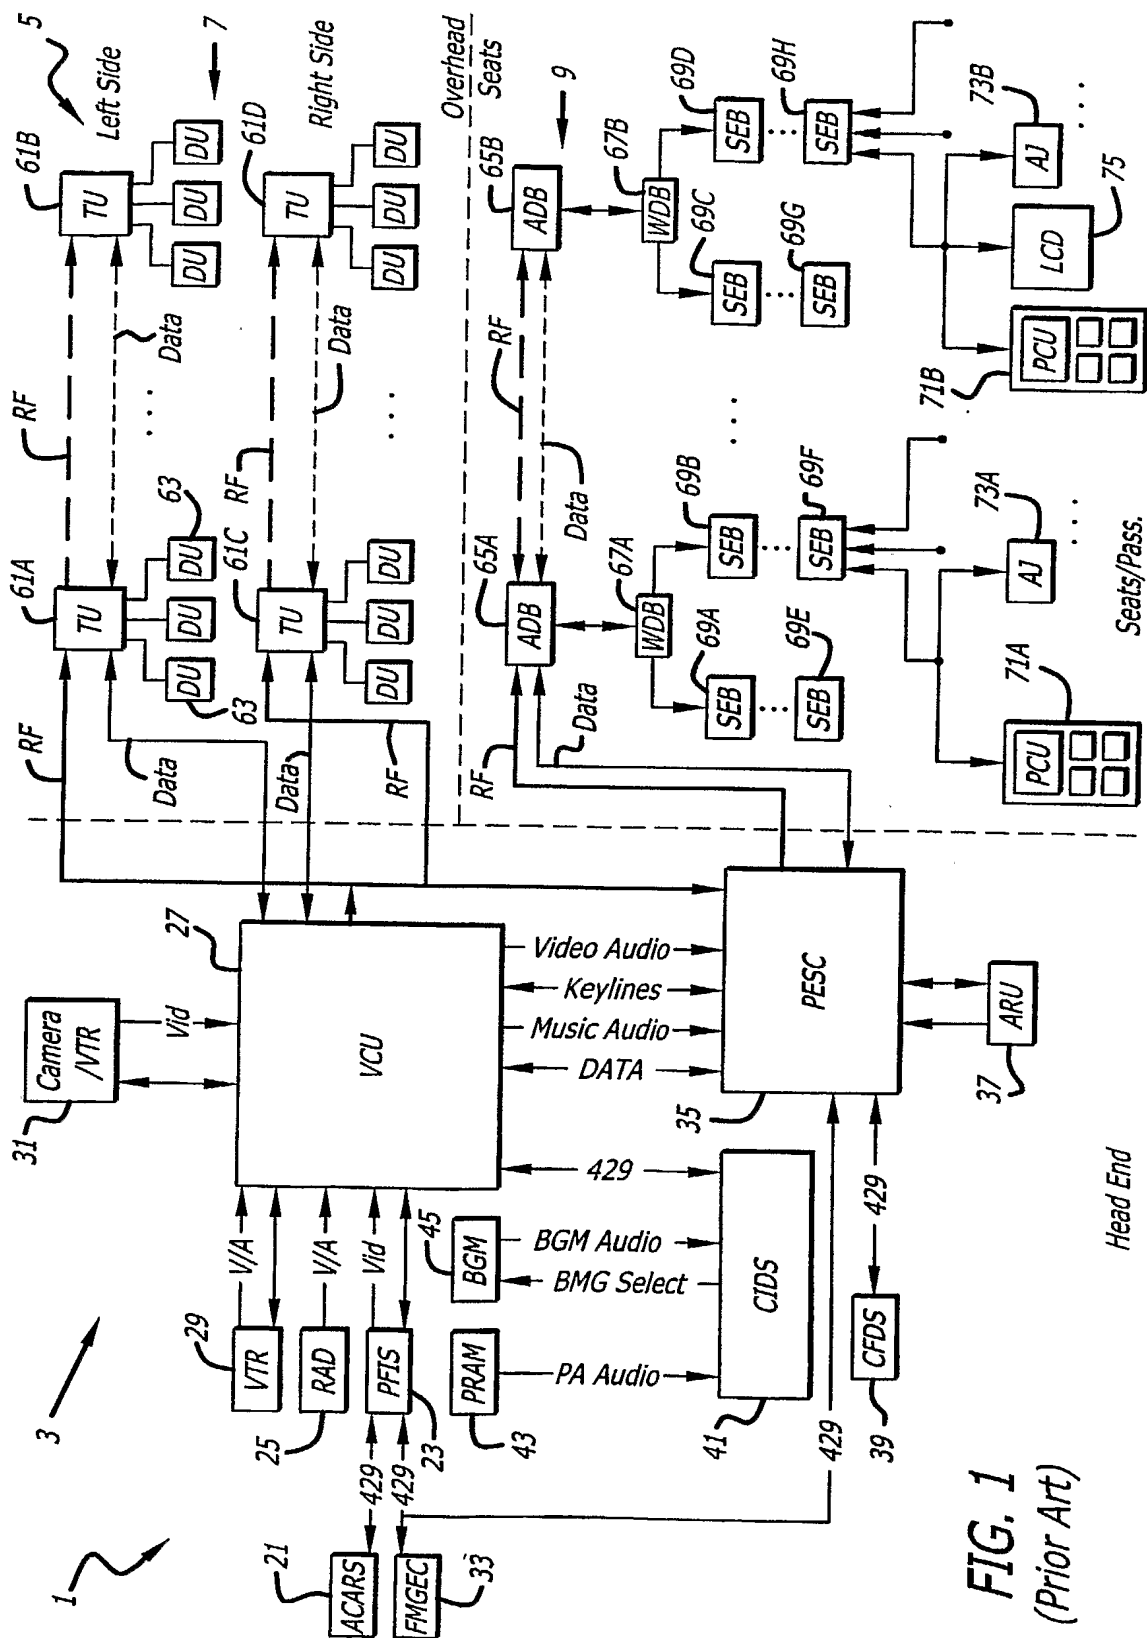 1
3
5
Left Side
7
Right Side
Overhead
Seats
9
Head End
Seats/Pass.
ACARS
21
FMGEC
33
429
429
429
VTR
29
RAD
25
PFIS
23
V/A
V/A
Vid
Camera
/VTR
31
Vid
VCU
27
PRAM
43
BGM
45
PA Audio
BMG Select
BGM Audio
CIDS
41
429
DATA
Music Audio
Keylines
Video Audio
PESC
35
CFDS
39
429
ARU
37
RF
Data
Data
RF
TU
61A
DU
DU
DU
63
63
RF
Data
. . .
TU
61B
DU
DU
DU
TU
61C
DU
DU
DU
RF
Data
. . .
TU
61D
DU
DU
DU
RF
Data
ADB
65A
RF
Data
ADB
65B
WDB
67A
WDB
67B
SEB
69A
SEB
69B
SEB
69E
SEB
69F
. . .
SEB
69C
SEB
69D
SEB
69G
SEB
69H
PCU
71A
AJ
73A
. . . .
PCU
71B
LCD
75
AJ
73B
. . . .
FIG. 1
(Prior Art)